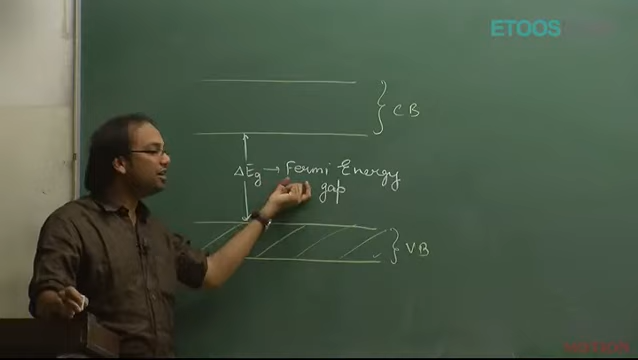 ETOOS
CB
ΔEg → Fermi Energy
gap
VB